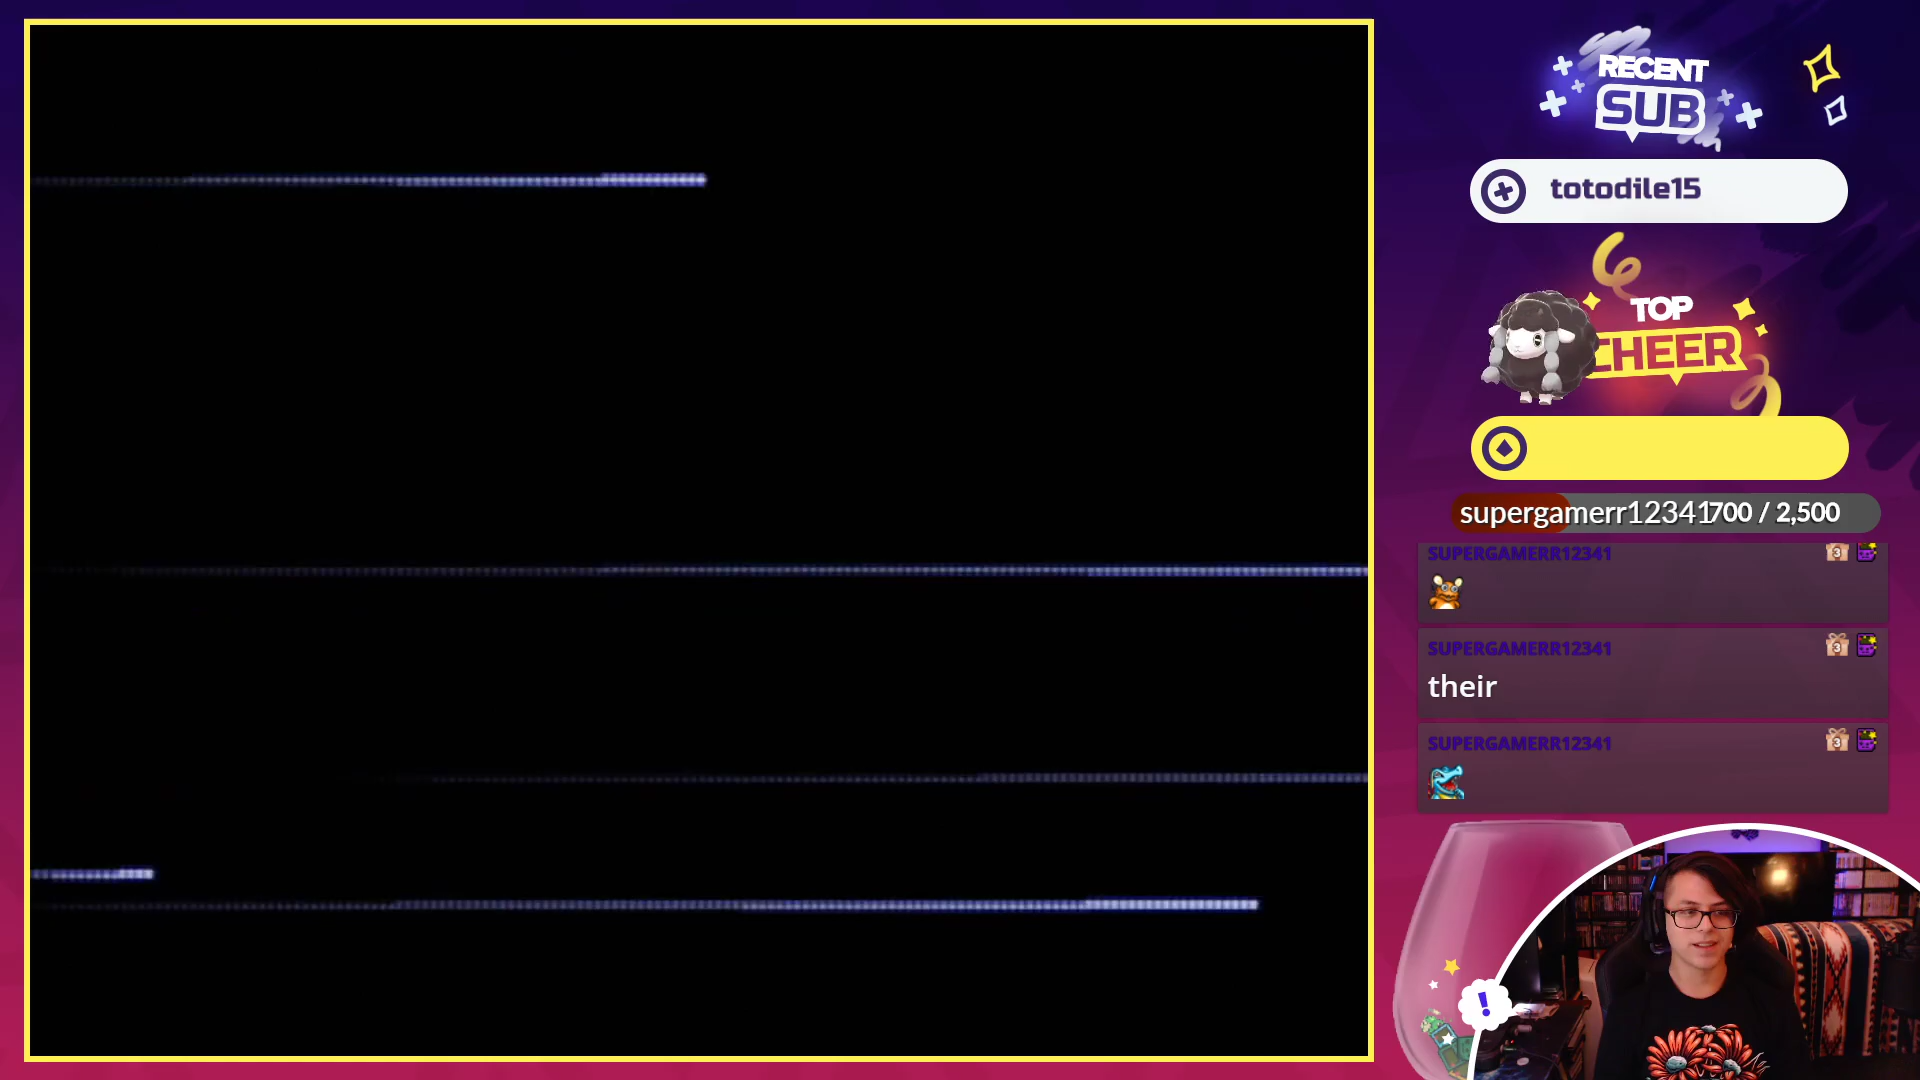 RECENT
SUB
totodile15
TOP
CHEER
supergamerr12341700 / 2,500
SUPERGAMERR12341
SUPERGAMERR12341
their
SUPERGAMERR12341
!